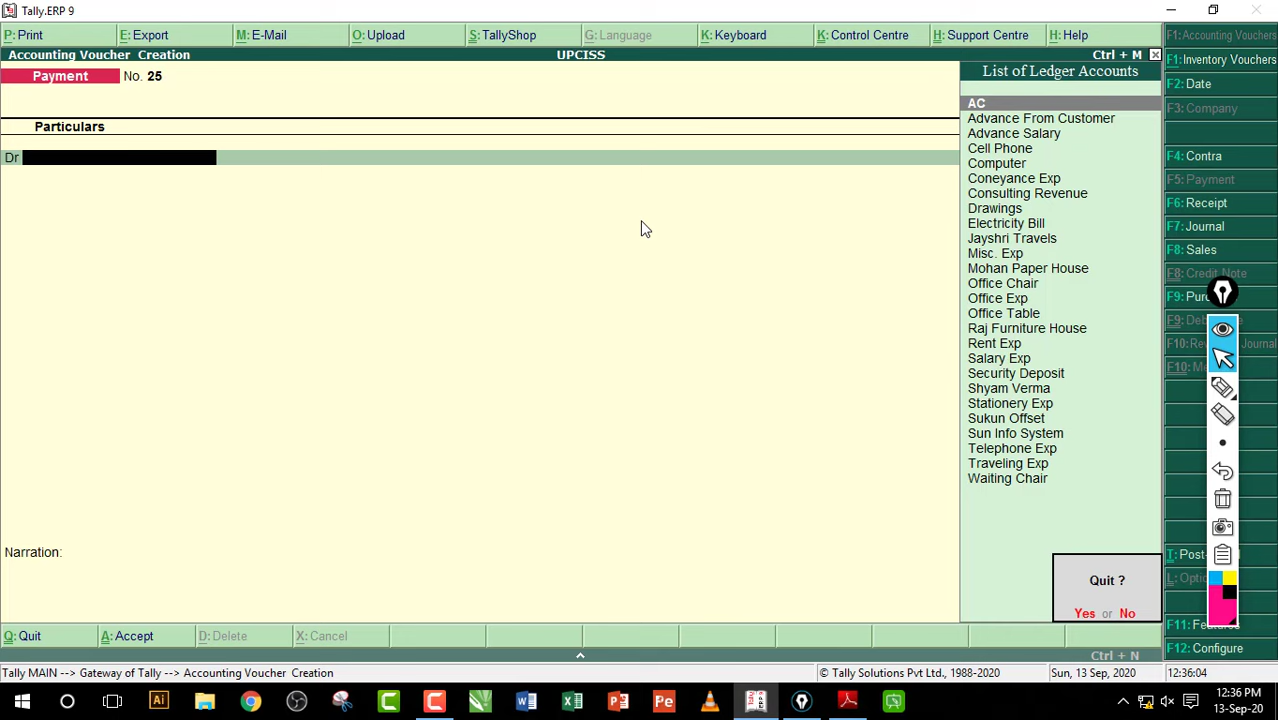 Tally.ERP 9
P: Print E: Export M: E-Mail O: Upload S: TallyShop G: Language K: Keyboard K: Control Centre H: Support Centre H: Help
Accounting Voucher Creation UPCISS Ctrl + M
Payment No. 25
Particulars
Dr
Narration:
List of Ledger Accounts
AC
Advance From Customer
Advance Salary
Cell Phone
Computer
Coneyance Exp
Consulting Revenue
Drawings
Electricity Bill
Jayshri Travels
Misc. Exp
Mohan Paper House
Office Chair
Office Exp
Office Table
Raj Furniture House
Rent Exp
Salary Exp
Security Deposit
Shyam Verma
Stationery Exp
Sukun Offset
Sun Info System
Telephone Exp
Traveling Exp
Waiting Chair
Quit ?
Yes or No
F1: Accounting Vouchers
F1: Inventory Vouchers
F2: Date
F3: Company
F4: Contra
F5: Payment
F6: Receipt
F7: Journal
F8: Sales
F8: Credit Note
F9:
F9:
F10: Journal
F10:
T:
L:
F11:
F12: Configure
Q: Quit A: Accept D: Delete X: Cancel
Ctrl + N
Tally MAIN --> Gateway of Tally --> Accounting Voucher Creation © Tally Solutions Pvt Ltd., 1988-2020 Sun, 13 Sep, 2020 12:36:04
Ai Pe
12:36 PM
13-Sep-20